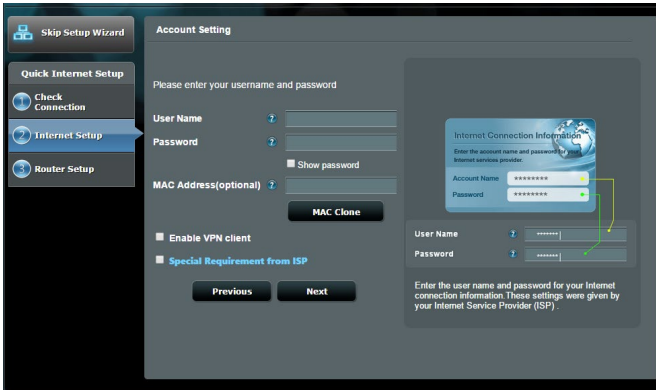 Skip Setup Wizard
Quick Internet Setup
1 Check
Connection
2 Internet Setup
3 Router Setup
Account Setting
Please enter your username and password
User Name ?
Password ?
Show password
MAC Address(optional) ?
MAC Clone
Enable VPN client
Special Requirement from ISP
Previous
Next
Internet Connection Information
Enter the account name and password for your
Internet services provider.
Account Name ********
Password ********
User Name ? *******
Password ? *******
Enter the user name and password for your Internet
connection information.These settings were given by
your Internet Service Provider (ISP) .